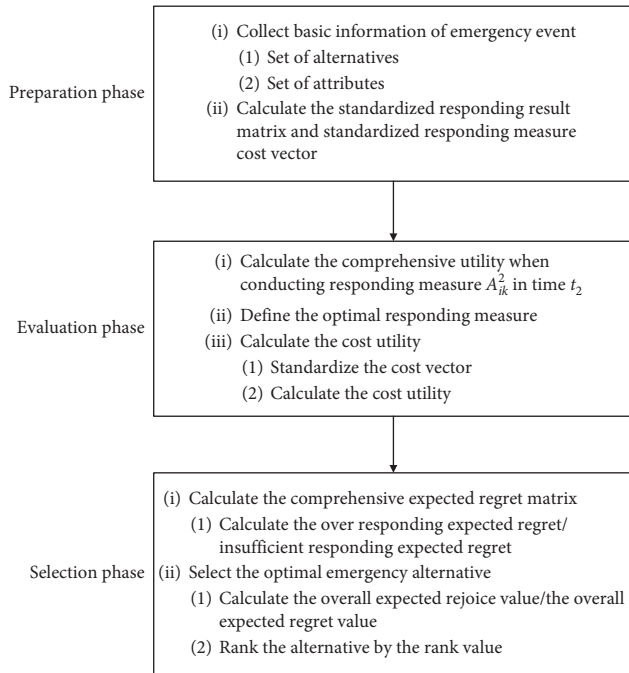 Preparation phase
(i) Collect basic information of emergency event
(1) Set of alternatives
(2) Set of attributes
(ii) Calculate the standardized responding result
matrix and standardized responding measure
cost vector
Evaluation phase
(i) Calculate the comprehensive utility when
conducting responding measure $A_{ik}^{2}$ in time $t_2$
(ii) Define the optimal responding measure
(iii) Calculate the cost utility
(1) Standardize the cost vector
(2) Calculate the cost utility
Selection phase
(i) Calculate the comprehensive expected regret matrix
(1) Calculate the over responding expected regret/
insufficient responding expected regret
(ii) Select the optimal emergency alternative
(1) Calculate the overall expected rejoice value/the overall
expected regret value
(2) Rank the alternative by the rank value